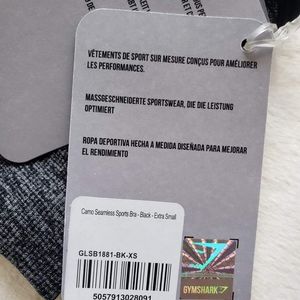 VÊTEMENTS DE SPORT SUR MESURE CONÇUS POUR AMÉLIORER
LES PERFORMANCES.
MASSGESCHNEIDERTE SPORTSWEAR, DIE DIE LEISTUNG
OPTIMIERT
ROPA DEPORTIVA HECHA A MEDIDA DISEÑADA PARA MEJORAR
EL RENDIMIENTO
Camo Seamless Sports Bra - Black - Extra Small
GLSB1881-BK-XS
5057913028091
GYMSHARK